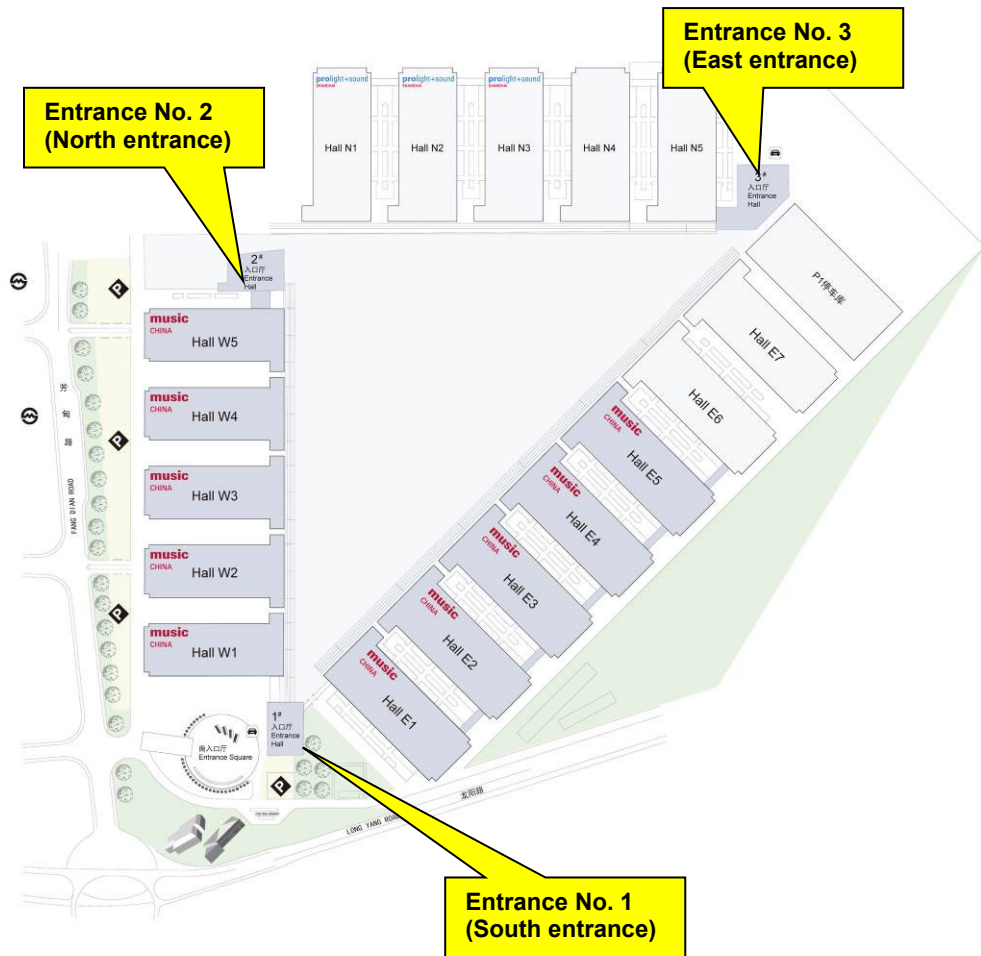 Entrance No. 3
(East entrance)
prolight+sound
SHANGHAI
prolight+sound
SHANGHAI
prolight+sound
SHANGHAI
Entrance No. 2
(North entrance)
Hall N1
Hall N2
Hall N3
Hall N4
Hall N5
3#
入口厅
Entrance
Hall
2#
入口厅
Entrance
Hall
P
P1停车库
music
CHINA
Hall W5
Hall E7
Hall E6
芳甸路
music
CHINA
Hall W4
music
CHINA
Hall E5
P
music
CHINA
Hall E4
music
CHINA
Hall W3
FANG DIAN ROAD
music
CHINA
Hall E3
music
CHINA
Hall W2
music
CHINA
Hall E2
P
music
CHINA
Hall W1
music
CHINA
Hall E1
1#
入口厅
Entrance
Hall
南入口厅
Entrance Square
P
龙阳路
LONG YANG ROAD
Entrance No. 1
(South entrance)